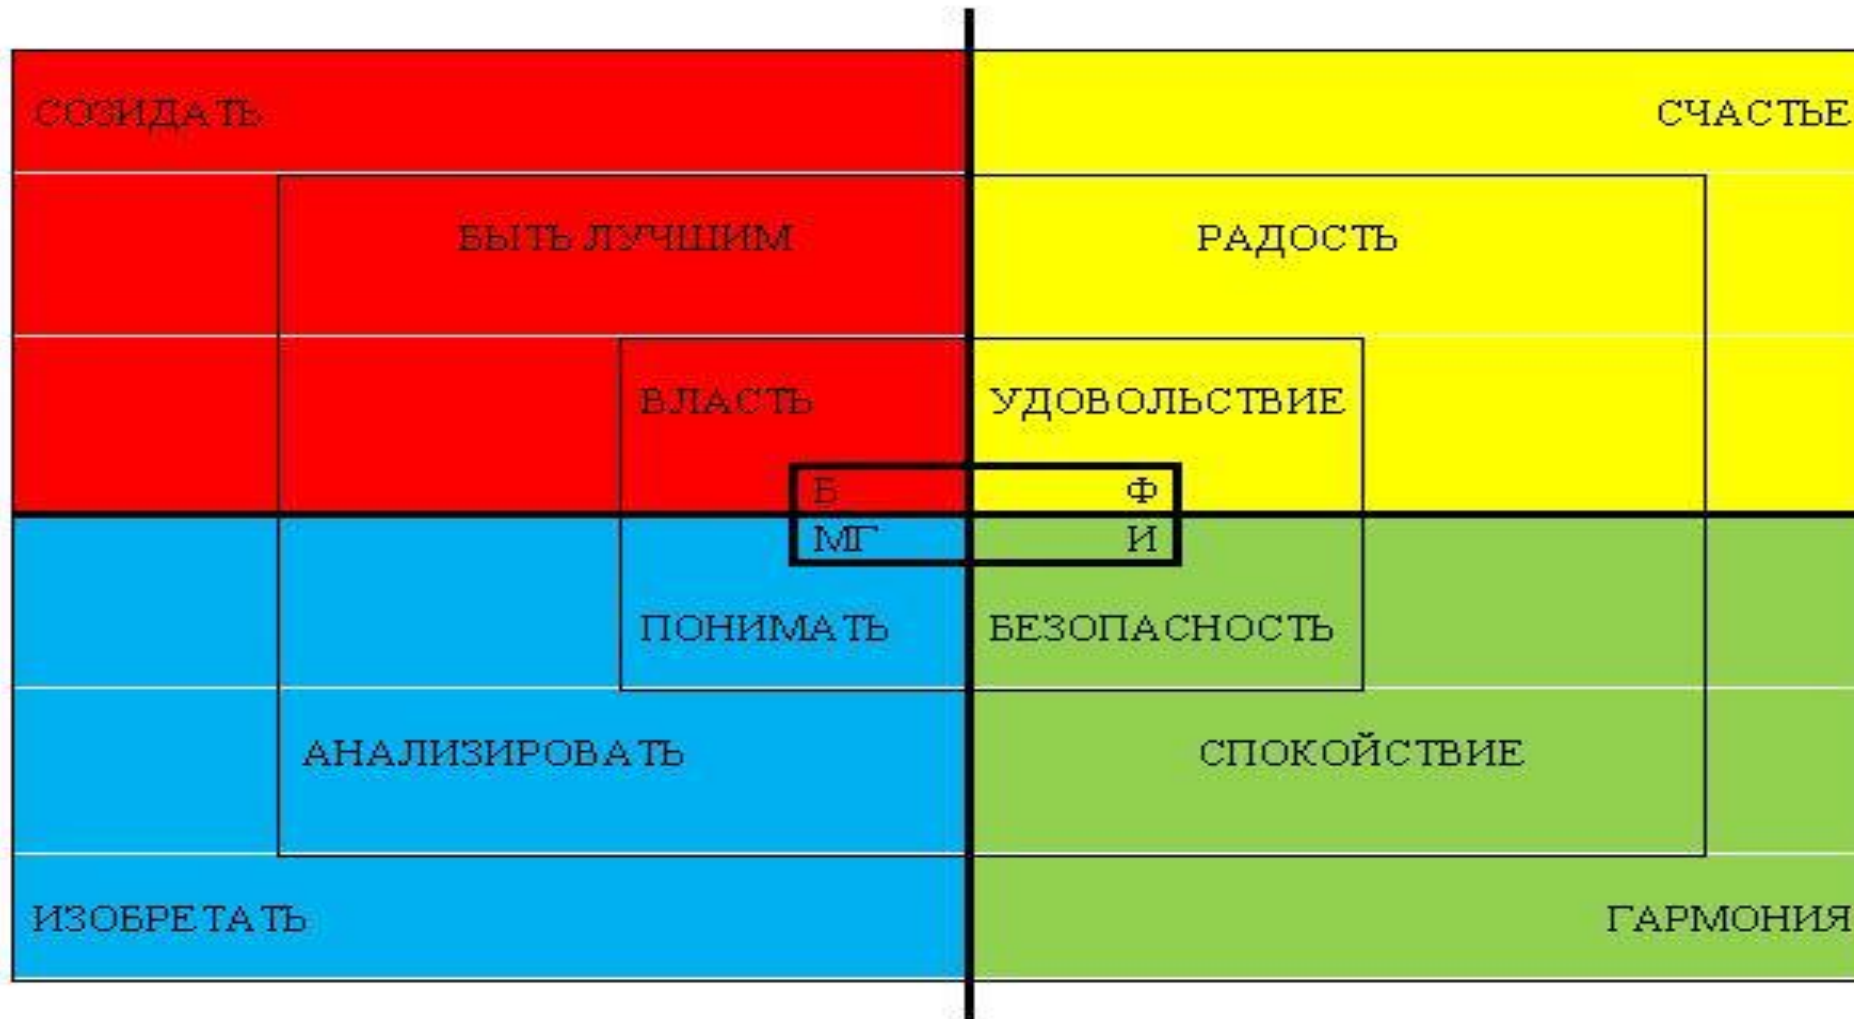 СОЗИДАТЬ СЧАСТЬЕ
БЫТЬ ЛУЧШИМ РАДОСТЬ
ВЛАСТЬ УДОВОЛЬСТВИЕ
Б Ф
МГ И
ПОНИМАТЬ БЕЗОПАСНОСТЬ
АНАЛИЗИРОВАТЬ СПОКОЙСТВИЕ
ИЗОБРЕТАТЬ ГАРМОНИЯ